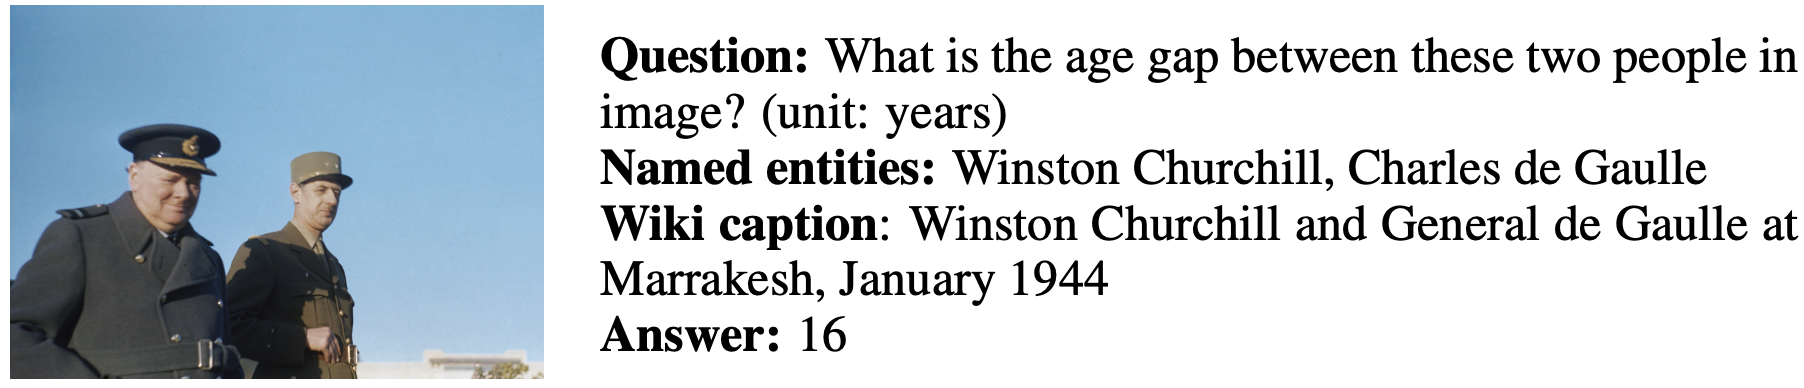 Question: What is the age gap between these two people in
image? (unit: years)
Named entities: Winston Churchill, Charles de Gaulle
Wiki caption: Winston Churchill and General de Gaulle at
Marrakesh, January 1944
Answer: 16